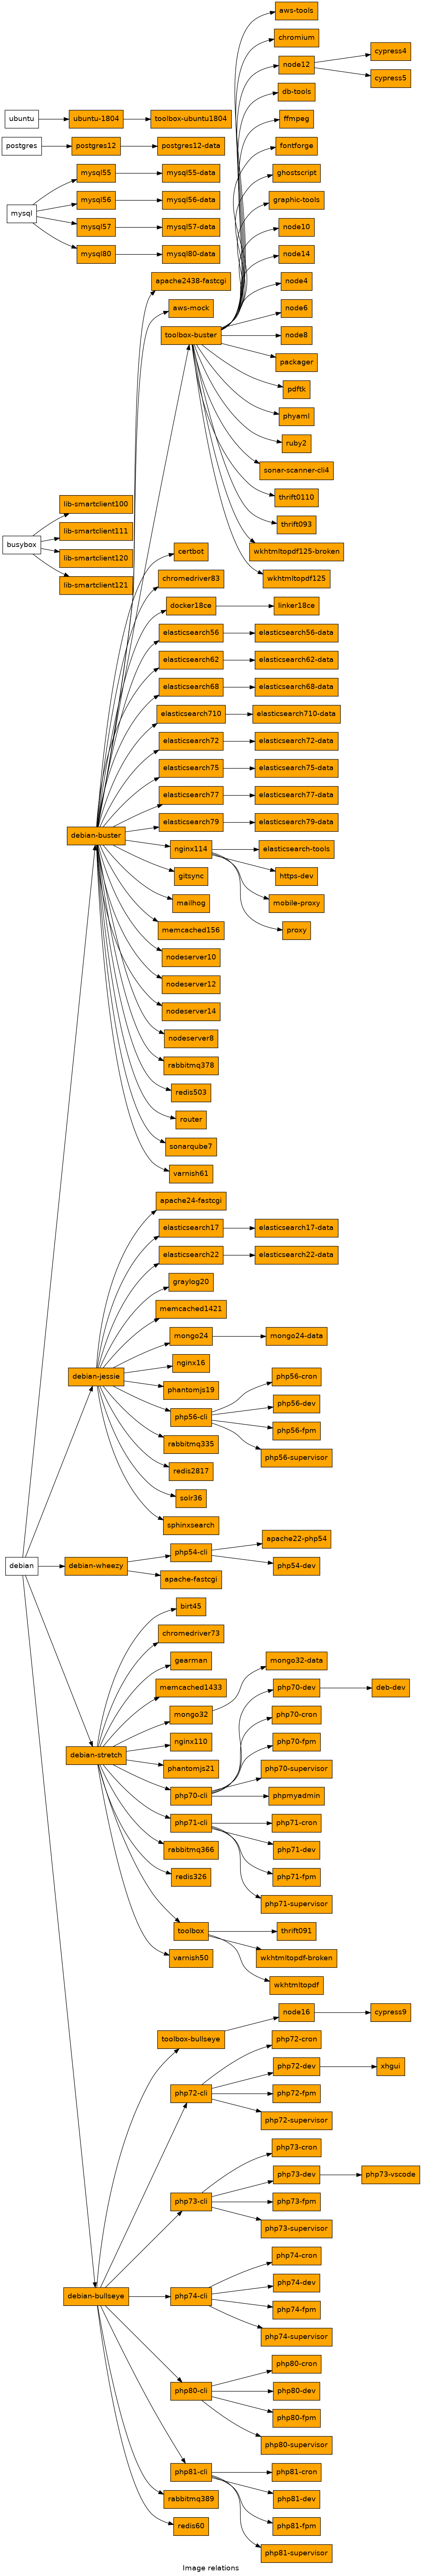 aws-tools
chromium
cypress4
node12
cypress5
db-tools
ubuntu
ubuntu-1804
toolbox-ubuntu1804
ffmpeg
postgres
postgres12
postgres12-data
fontforge
mysql55
mysql55-data
ghostscript
mysql56
mysql56-data
graphic-tools
mysql
mysql57
mysql57-data
node10
mysql80
mysql80-data
node14
apache2438-fastcgi
node4
aws-mock
node6
toolbox-buster
node8
packager
pdftk
phyaml
ruby2
sonar-scanner-cli4
thrift0110
lib-smartclient100
thrift093
lib-smartclient111
busybox
wkhtmltopdf125-broken
certbot
lib-smartclient120
wkhtmltopdf125
chromedriver83
lib-smartclient121
docker18ce
linker18ce
elasticsearch56
elasticsearch56-data
elasticsearch62
elasticsearch62-data
elasticsearch68
elasticsearch68-data
elasticsearch710
elasticsearch710-data
elasticsearch72
elasticsearch72-data
elasticsearch75
elasticsearch75-data
elasticsearch77
elasticsearch77-data
elasticsearch79
elasticsearch79-data
debian-buster
nginx114
elasticsearch-tools
gitsync
https-dev
mailhog
mobile-proxy
memcached156
proxy
nodeserver10
nodeserver12
nodeserver14
nodeserver8
rabbitmq378
redis503
router
sonarqube7
varnish61
apache24-fastcgi
elasticsearch17
elasticsearch17-data
elasticsearch22
elasticsearch22-data
graylog20
memcached1421
mongo24
mongo24-data
nginx16
debian-jessie
php56-cron
phantomjs19
php56-dev
php56-cli
php56-fpm
rabbitmq335
php56-supervisor
redis2817
solr36
sphinxsearch
apache22-php54
php54-cli
debian
debian-wheezy
php54-dev
apache-fastcgi
birt45
chromedriver73
gearman
mongo32-data
memcached1433
php70-dev
deb-dev
mongo32
php70-cron
nginx110
php70-fpm
debian-stretch
phantomjs21
php70-supervisor
php70-cli
phpmyadmin
php71-cli
php71-cron
rabbitmq366
php71-dev
redis326
php71-fpm
php71-supervisor
toolbox
thrift091
varnish50
wkhtmltopdf-broken
wkhtmltopdf
node16
cypress9
toolbox-bullseye
php72-cron
php72-dev
xhgui
php72-cli
php72-fpm
php72-supervisor
php73-cron
php73-dev
php73-vscode
php73-cli
php73-fpm
php73-supervisor
php74-cron
php74-dev
debian-bullseye
php74-cli
php74-fpm
php74-supervisor
php80-cron
php80-cli
php80-dev
php80-fpm
php80-supervisor
php81-cli
php81-cron
rabbitmq389
php81-dev
redis60
php81-fpm
php81-supervisor
Image relations